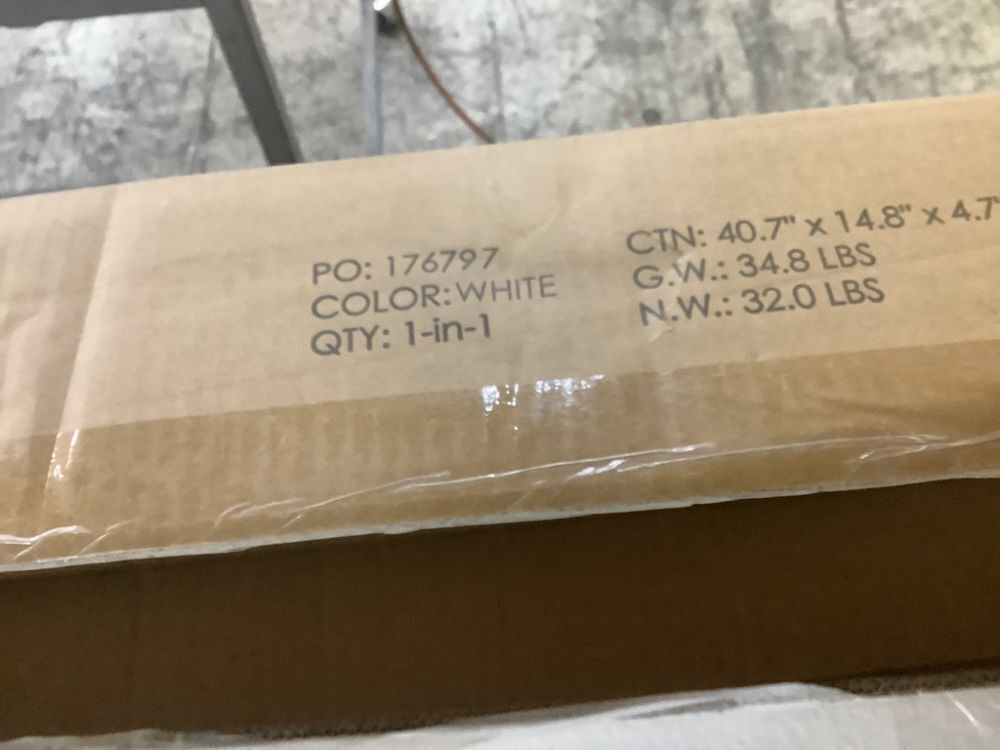 PO: 176797
COLOR: WHITE
QTY: 1-in-1
CTN: 40.7" x 14.8" x 4.7"
G.W.: 34.8 LBS
N.W.: 32.0 LBS